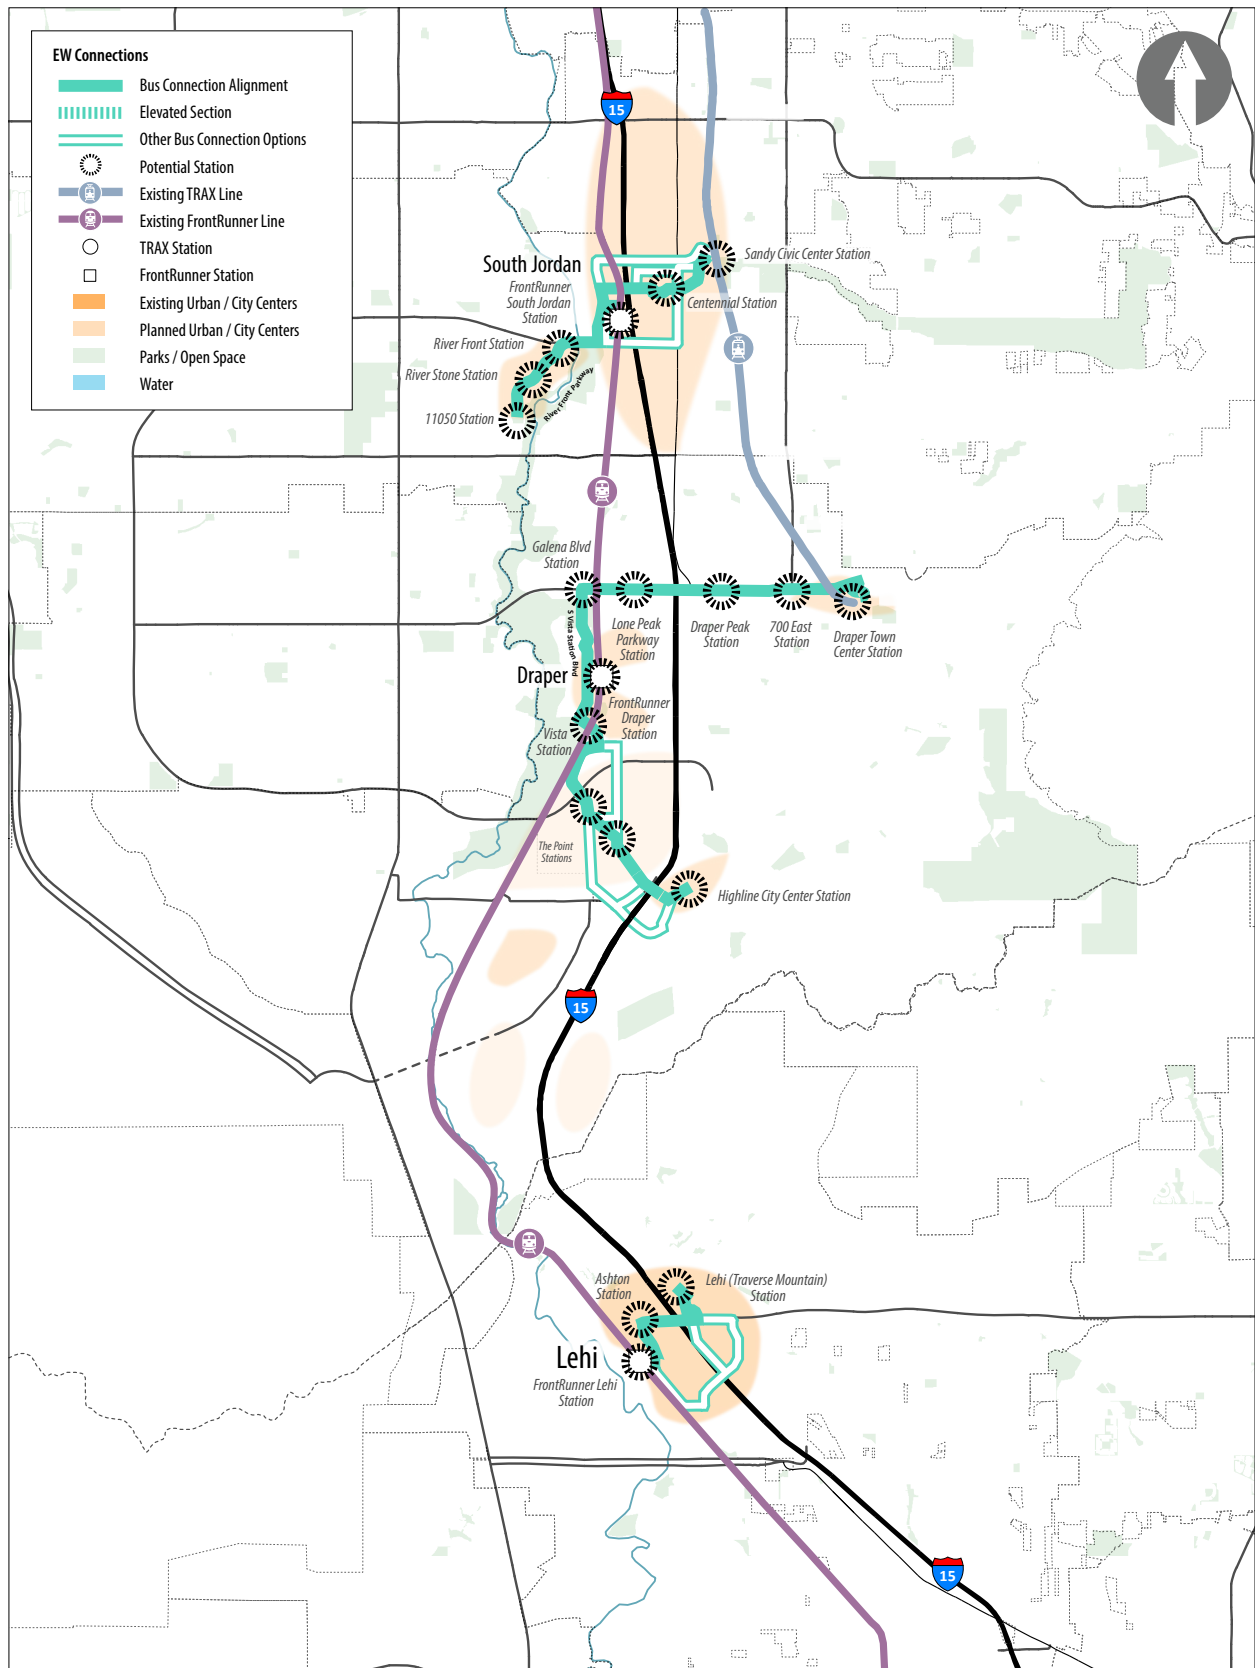 EW Connections
Bus Connection Alignment
Elevated Section
Other Bus Connection Options
Potential Station
Existing TRAX Line
Existing FrontRunner Line
TRAX Station
FrontRunner Station
Existing Urban / City Centers
Planned Urban / City Centers
Parks / Open Space
Water
15
Sandy Civic Center Station
South Jordan
FrontRunner
South Jordan
Station
Centennial Station
River Front Station
River Stone Station
River Front Parkway
11050 Station
Galena Blvd
Station
S Vista Station Blvd
Lone Peak
Parkway
Station
Draper Peak
Station
700 East
Station
Draper Town
Center Station
Draper
FrontRunner
Draper
Station
Vista
Station
The Point
Stations
Highline City Center Station
15
Ashton
Station
Lehi (Traverse Mountain)
Station
Lehi
FrontRunner Lehi
Station
15